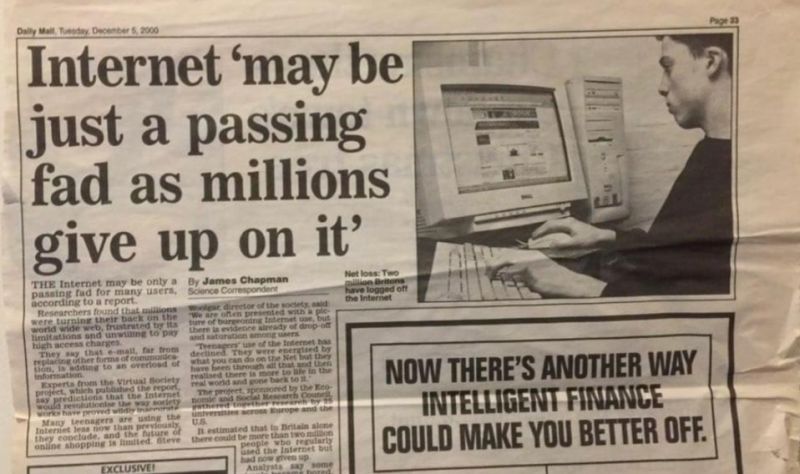 Daily Mail, Tuesday, December 5, 2000
Page 33
Internet ‘may be
just a passing
fad as millions
give up on it’
THE Internet may be only a
passing fad for many users,
according to a report.
Researchers found that millions
were turning their back on the
world wide web, frustrated by its
limitations and unwilling to pay
high access charges.
They say that e-mail, far from
replacing other forms of communica-
tion, is adding to an overload of
information.
Experts from the Virtual Society
project, which published the report,
say predictions that the Internet
would revolutionise the way society
works have proved wildly inaccurate.
Many teenagers are using the
Internet less now than previously,
they conclude, and the future of
online shopping is limited. Steve
EXCLUSIVE!
By James Chapman
Science Correspondent
Woolgar, director of the society, said:
‘We are often presented with a pic-
ture of burgeoning Internet use, but
there is evidence already of drop-off
and saturation among users.
‘Teenagers’ use of the Internet has
declined. They were energised by
what you can do on the Net but they
have been through all that and then
realised there is more to life in the
real world and gone back to it.’
The project, sponsored by the Eco-
nomic and Social Research Council,
gathered together research by 25
universities across Europe and the
U.S.
It estimated that in Britain alone
there could be more than two million
people who regularly
used the Internet but
had now given up.
Analysts say some
Net loss: Two
million Britons
have logged off
the Internet
DELL
NOW THERE'S ANOTHER WAY
INTELLIGENT FINANCE
COULD MAKE YOU BETTER OFF.